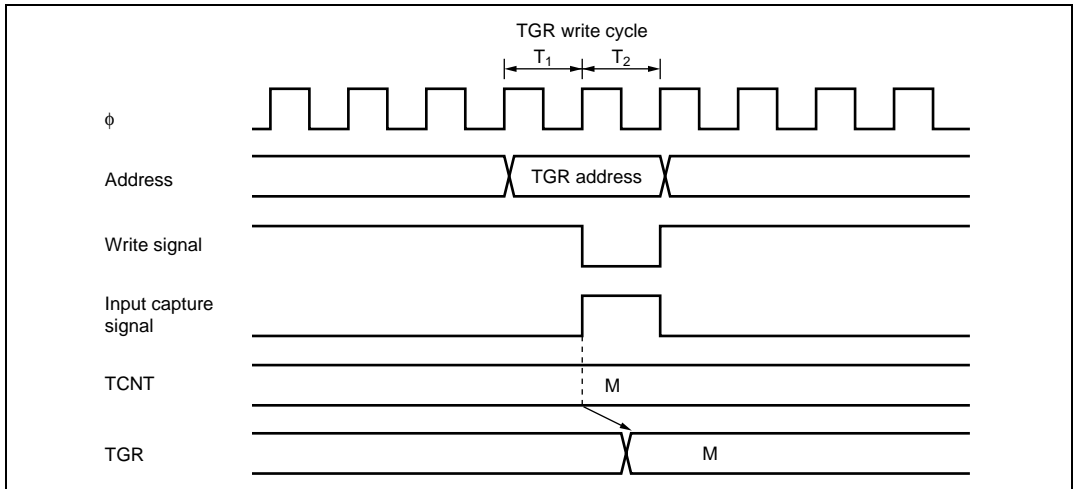 TGR write cycle
T₁ T₂
ϕ
Address
TGR address
Write signal
Input capture
signal
TCNT
M
TGR
M